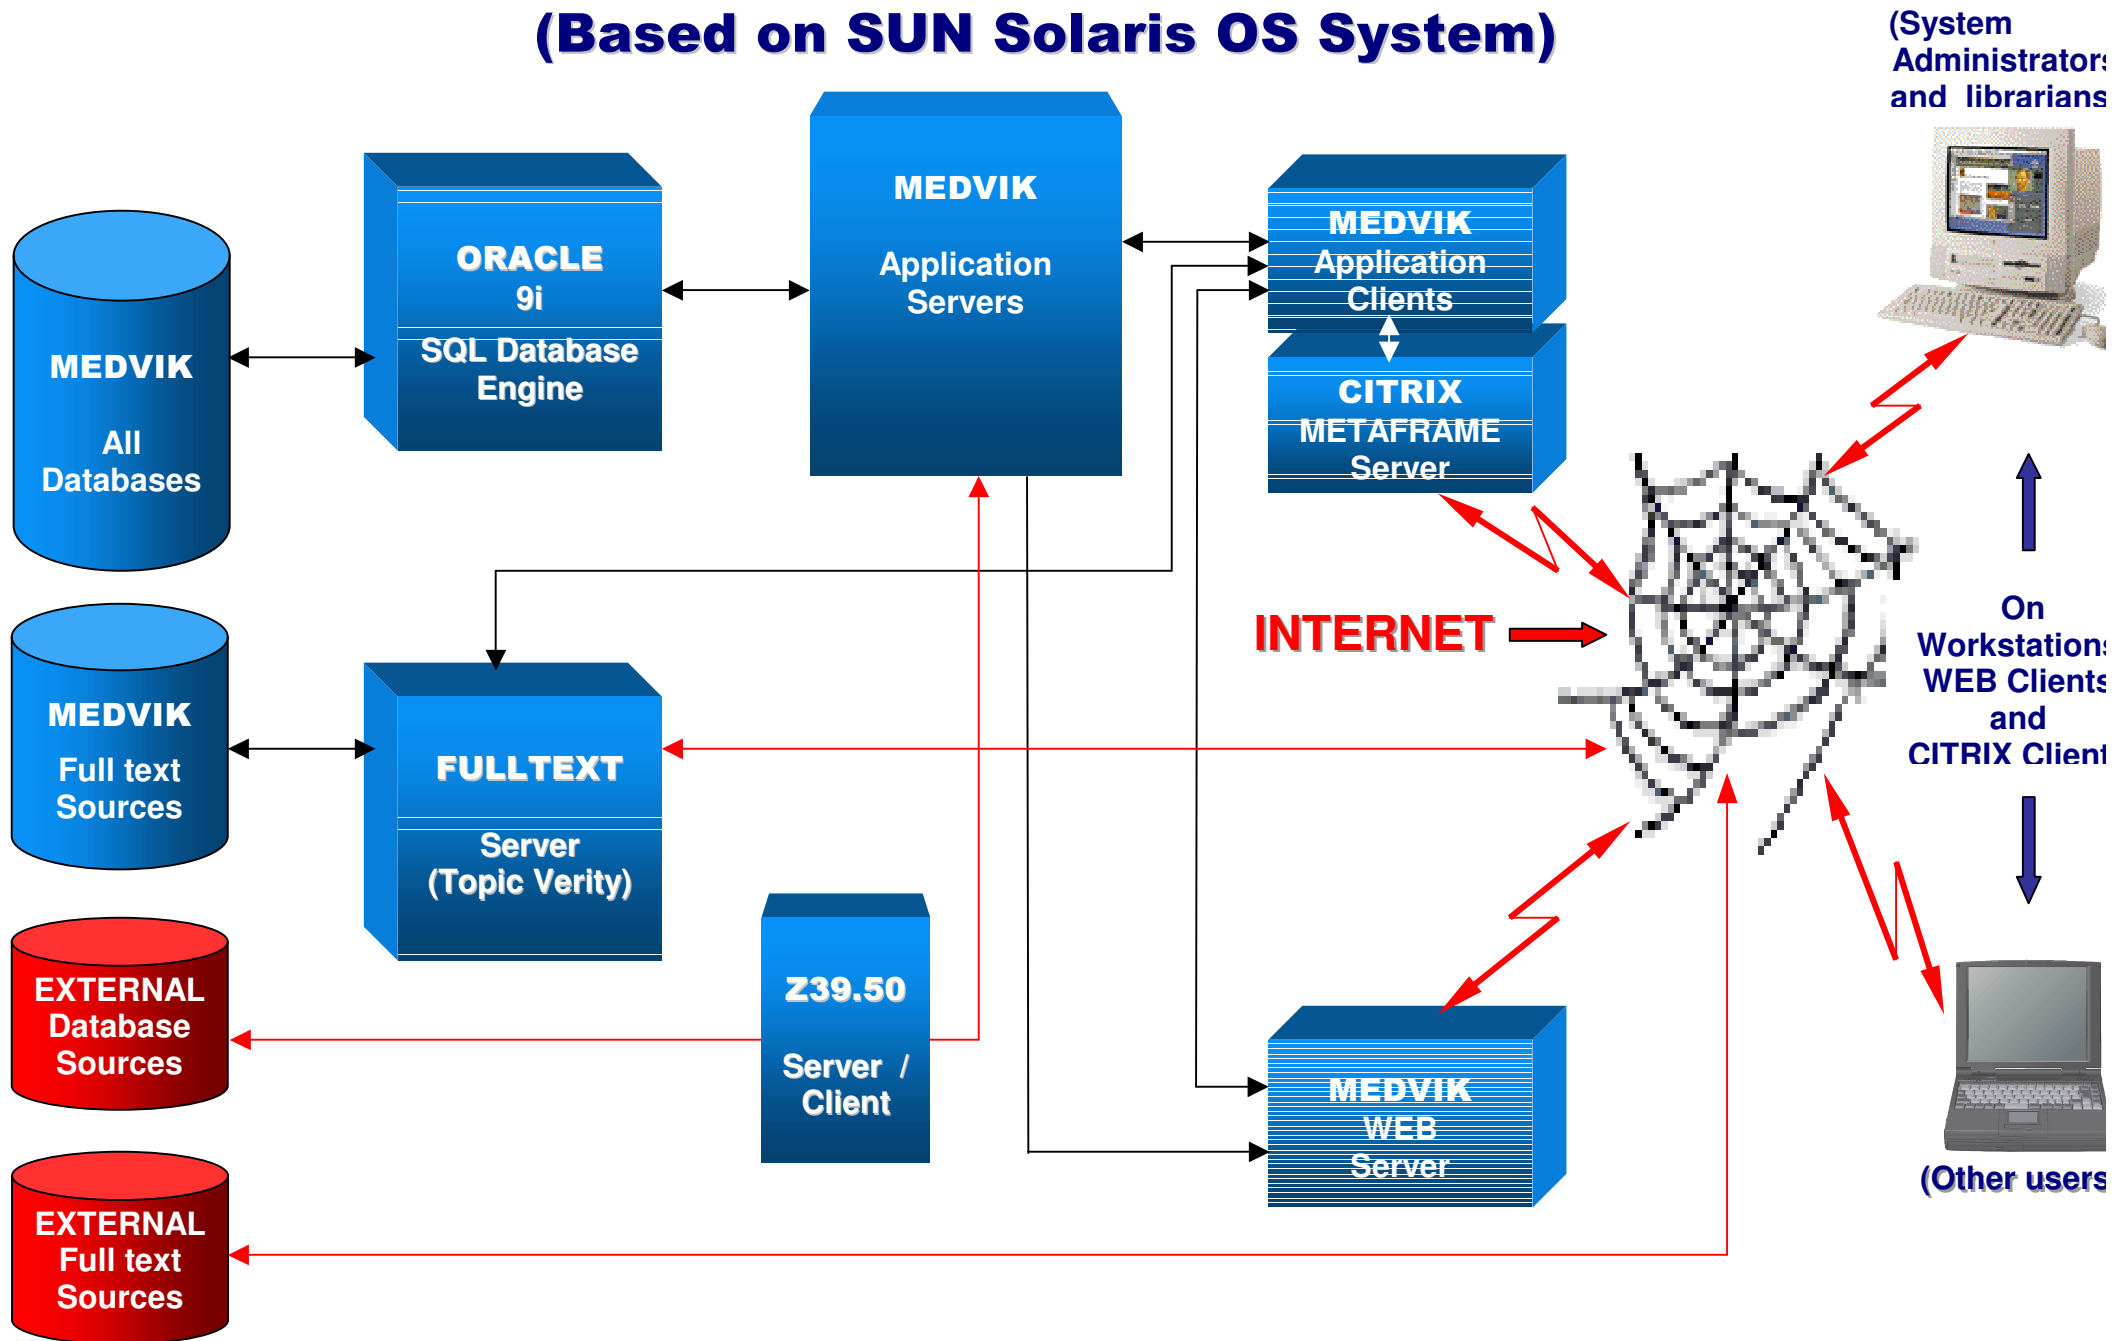 (Based on SUN Solaris OS System)
(System
Administrators
and librarians
MEDVIK
Application
Servers
MEDVIK
Application
Clients
ORACLE
9i
SQL Database
Engine
MEDVIK
All
Databases
CITRIX
METAFRAME
Server
INTERNET
On
Workstations
WEB Clients
and
CITRIX Client
MEDVIK
Full text
Sources
FULLTEXT
Server
(Topic Verity)
EXTERNAL
Database
Sources
Z39.50
Server /
Client
MEDVIK
WEB
Server
(Other users
EXTERNAL
Full text
Sources